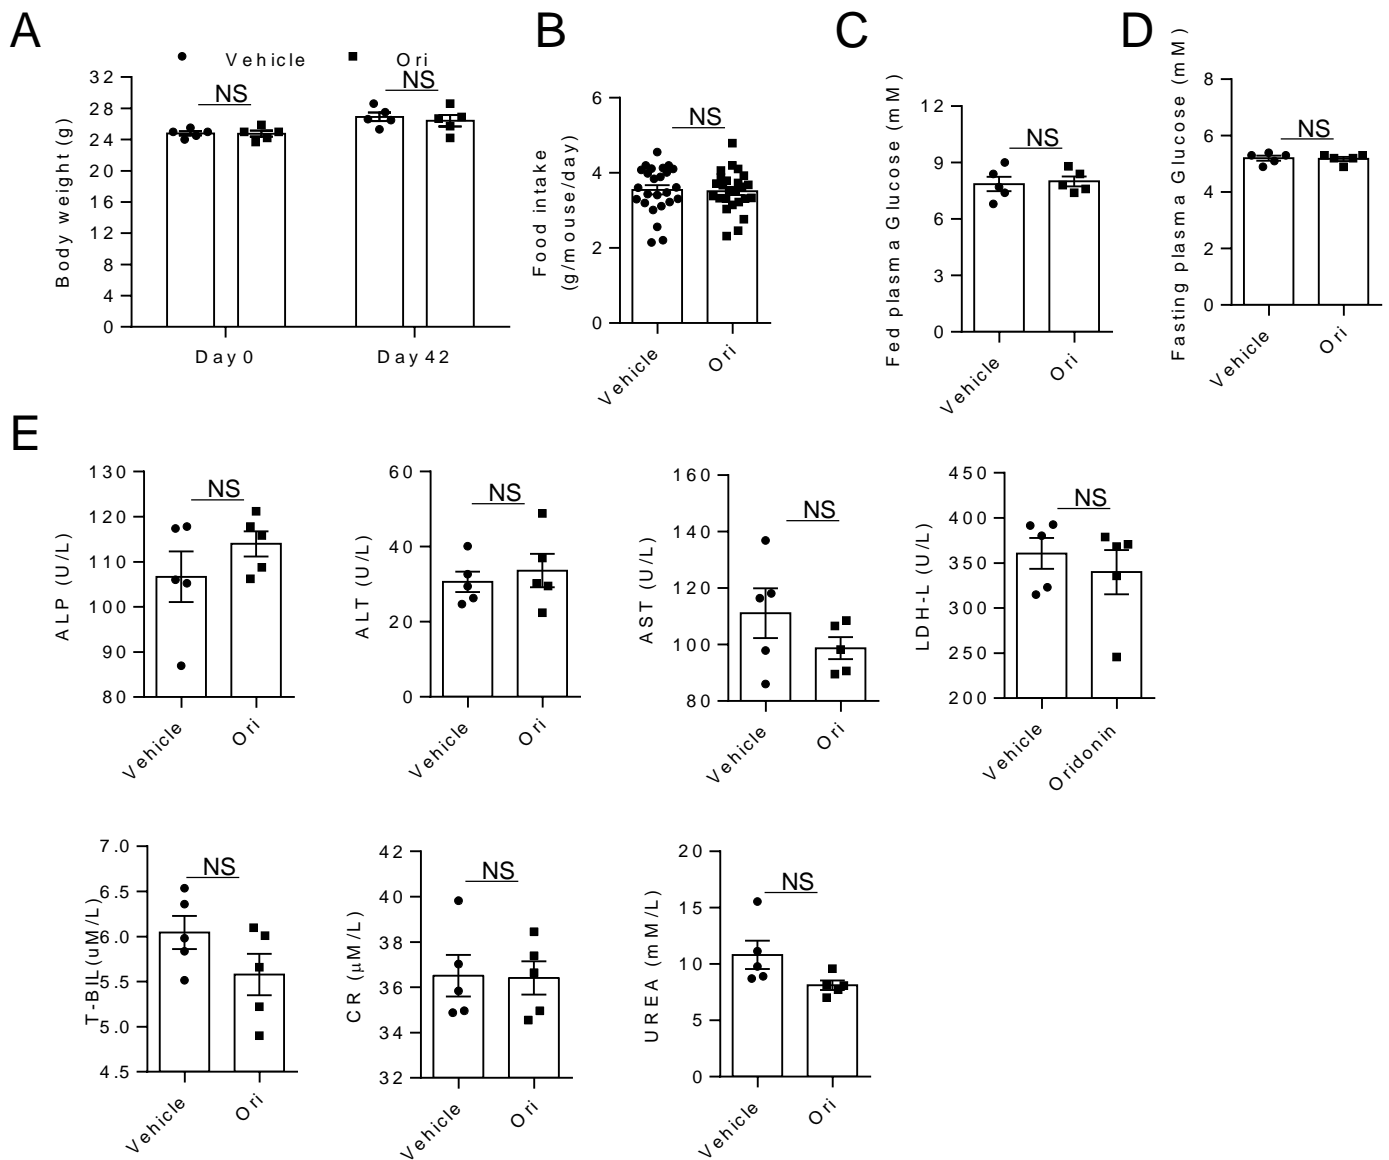 A
Vehicle Ori
Body weight (g)
32
28
24
20
16
12
8
4
0
NS
NS
Day 0
Day 42
B
Food intake
(g/mouse/day)
6
4
2
0
NS
Vehicle
Ori
C
Fed plasma Glucose (mM)
12
9
6
3
0
NS
Vehicle
Ori
D
Fasting plasma Glucose (mM)
8
6
4
2
0
NS
Vehicle
Ori
E
ALP (U/L)
130
120
110
100
90
80
NS
Vehicle
Ori
ALT (U/L)
60
40
20
0
NS
Vehicle
Ori
AST (U/L)
160
140
120
100
80
NS
Vehicle
Ori
LDH-L (U/L)
450
400
350
300
250
200
NS
Vehicle
Oridonin
T-BIL (uM/L)
7.0
6.5
6.0
5.5
5.0
4.5
NS
Vehicle
Ori
CR (μM/L)
42
40
38
36
34
32
NS
Vehicle
Ori
UREA (mM/L)
20
15
10
5
0
NS
Vehicle
Ori